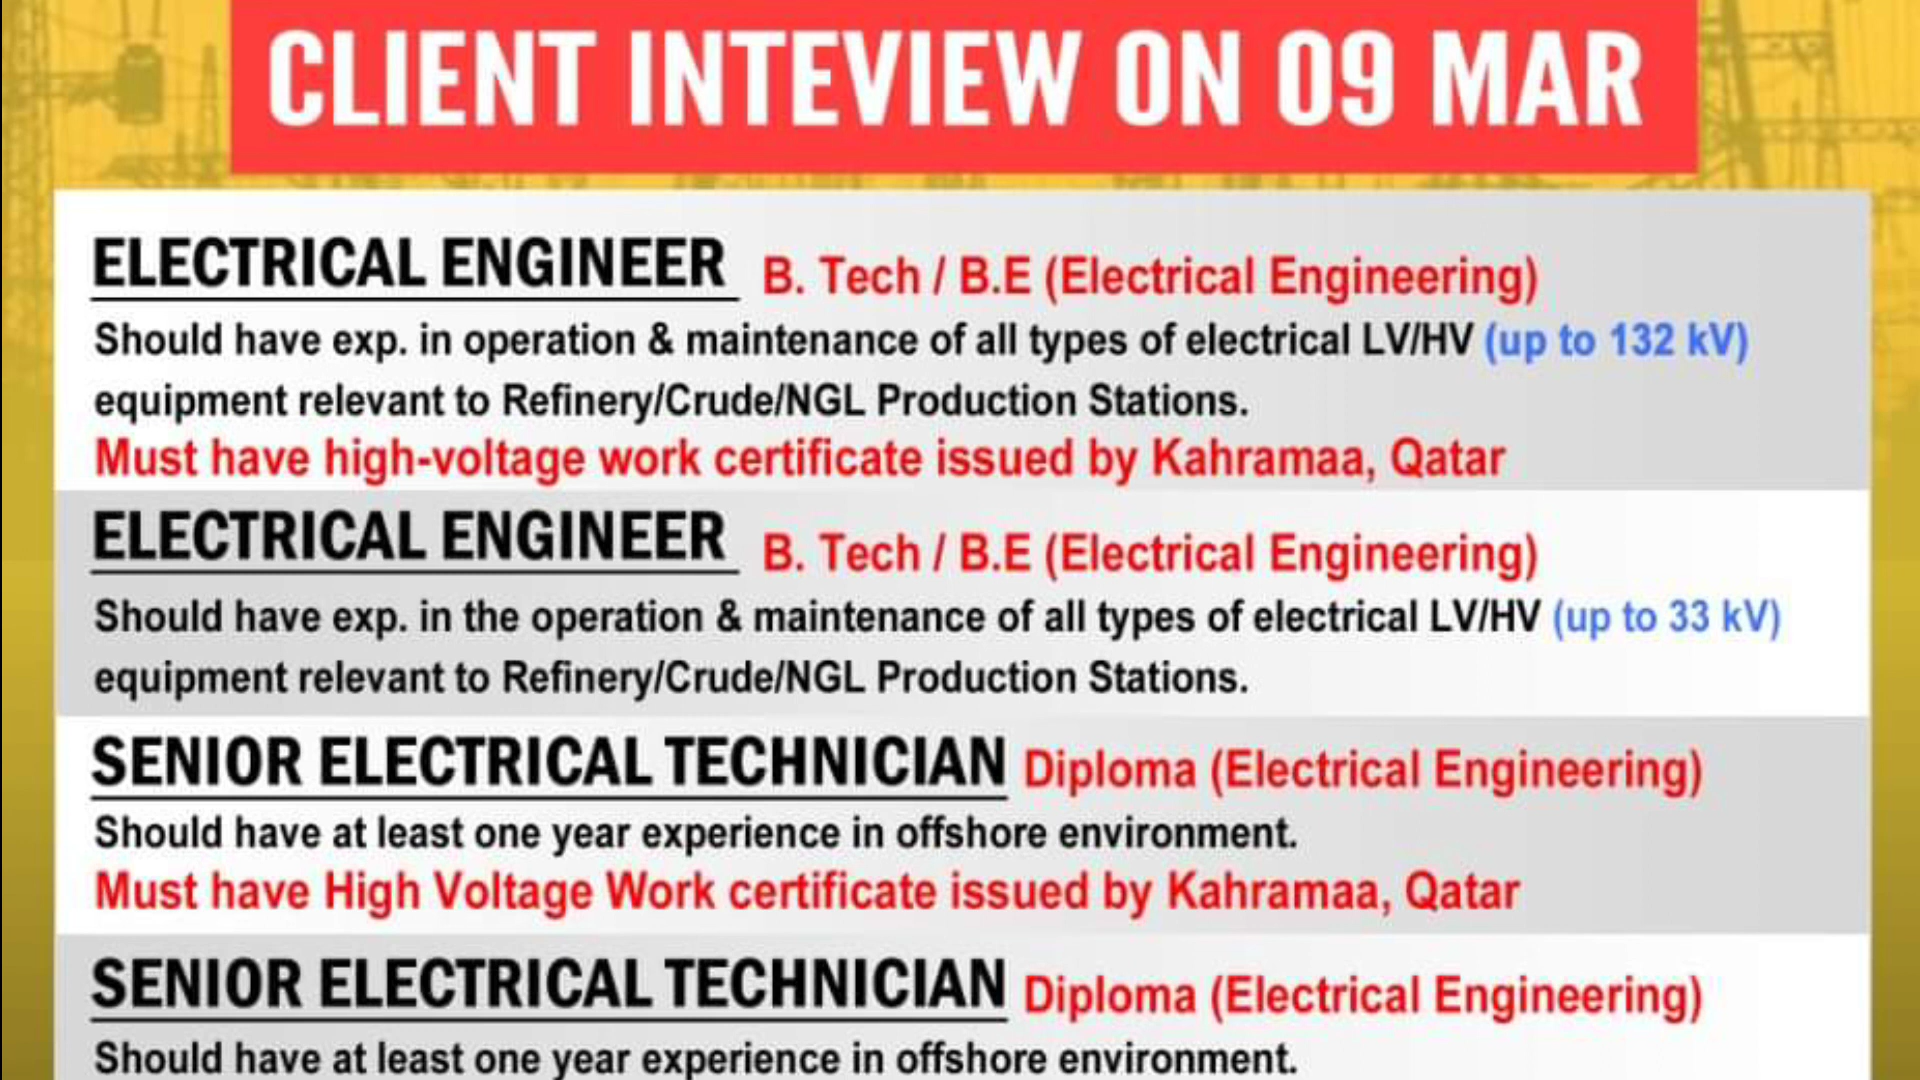 CLIENT INTEVIEW ON 09 MAR
ELECTRICAL ENGINEER B. Tech / B.E (Electrical Engineering)
Should have exp. in operation & maintenance of all types of electrical LV/HV (up to 132 kV)
equipment relevant to Refinery/Crude/NGL Production Stations.
Must have high-voltage work certificate issued by Kahramaa, Qatar
ELECTRICAL ENGINEER B. Tech / B.E (Electrical Engineering)
Should have exp. in the operation & maintenance of all types of electrical LV/HV (up to 33 kV)
equipment relevant to Refinery/Crude/NGL Production Stations.
SENIOR ELECTRICAL TECHNICIAN Diploma (Electrical Engineering)
Should have at least one year experience in offshore environment.
Must have High Voltage Work certificate issued by Kahramaa, Qatar
SENIOR ELECTRICAL TECHNICIAN Diploma (Electrical Engineering)
Should have at least one year experience in offshore environment.